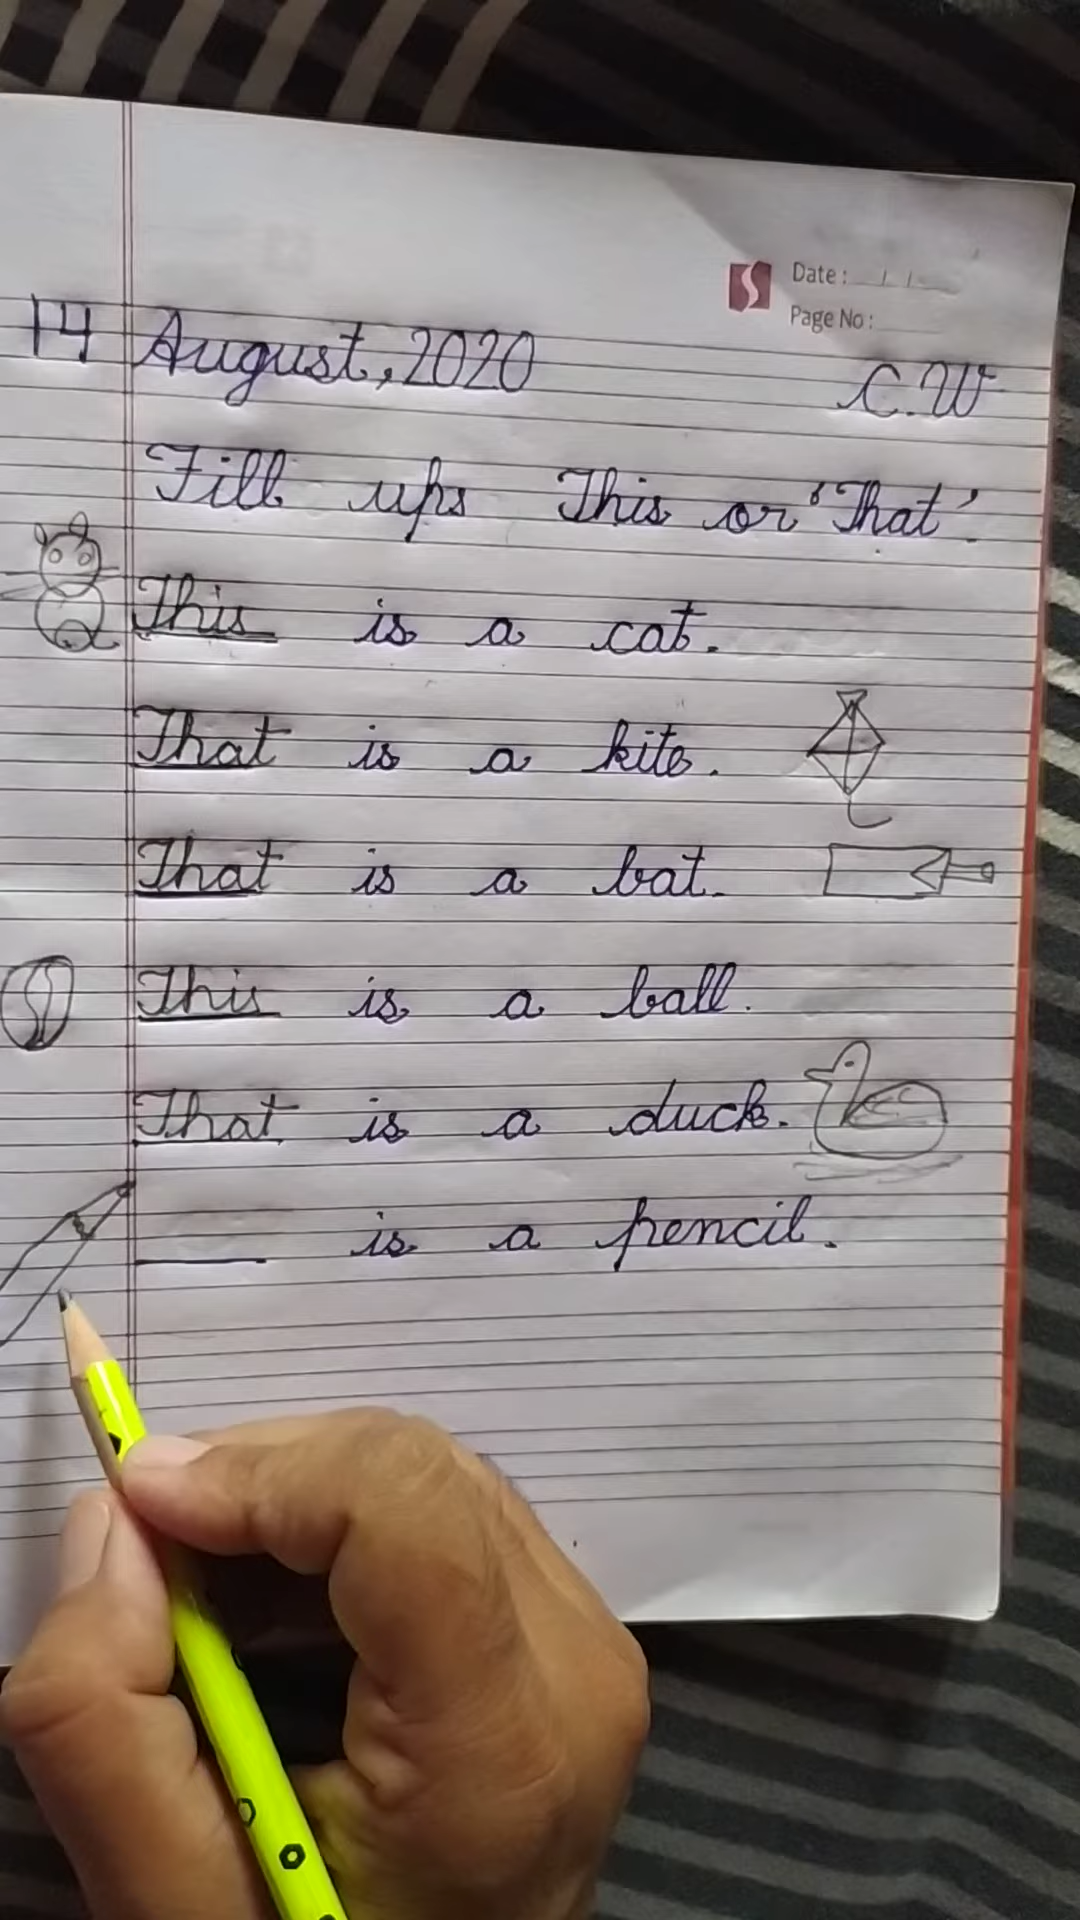 Date: / /
Page No:
14 August, 2020 C.W
Fill ups This or 'That'.
This is a cat.
That is a kite.
That is a bat.
This is a ball.
That is a duck.
____ is a pencil.